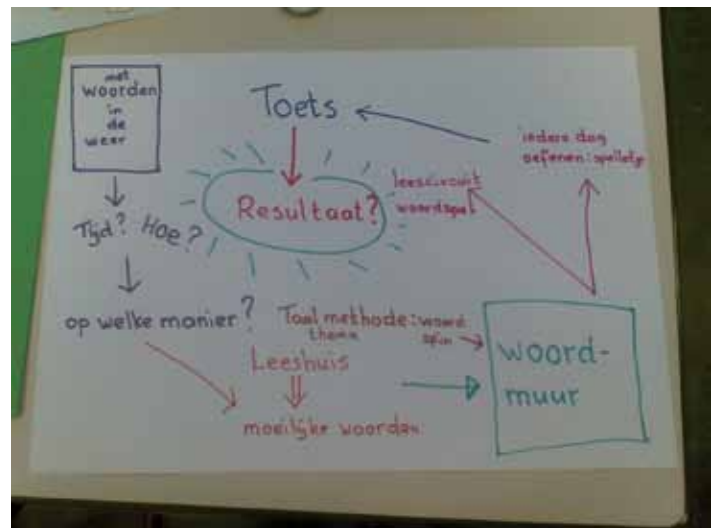 met
woorden
in
de
weer
Tijd? Hoe?
op welke manier?
Toets
Resultaat?
leescircuit
woordspel
iedere dag
oefenen: spelletje
Taal methode: woord
thema spin
Leeshuis
moeilijke woorden
woord-
muur